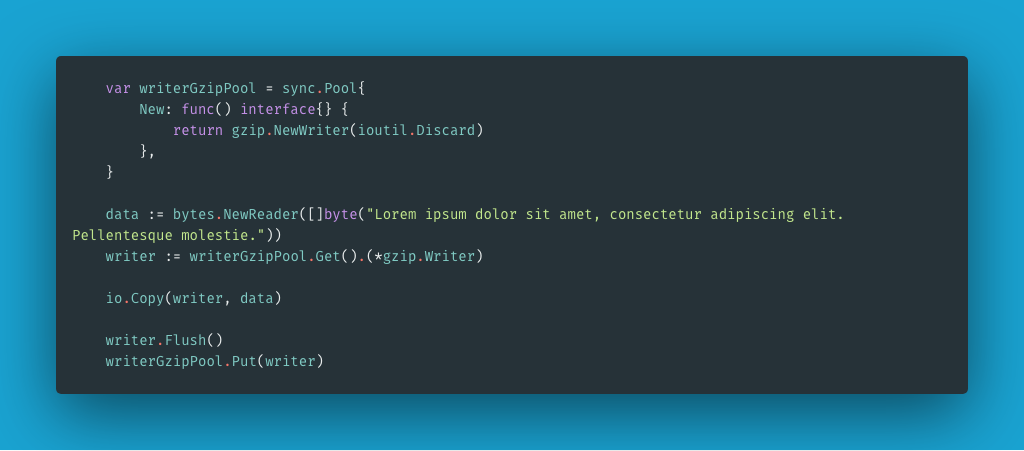 var writerGzipPool = sync.Pool{
New: func() interface{} {
return gzip.NewWriter(ioutil.Discard)
},
}
data := bytes.NewReader([]byte("Lorem ipsum dolor sit amet, consectetur adipiscing elit.
Pellentesque molestie."))
writer := writerGzipPool.Get().(*gzip.Writer)
io.Copy(writer, data)
writer.Flush()
writerGzipPool.Put(writer)